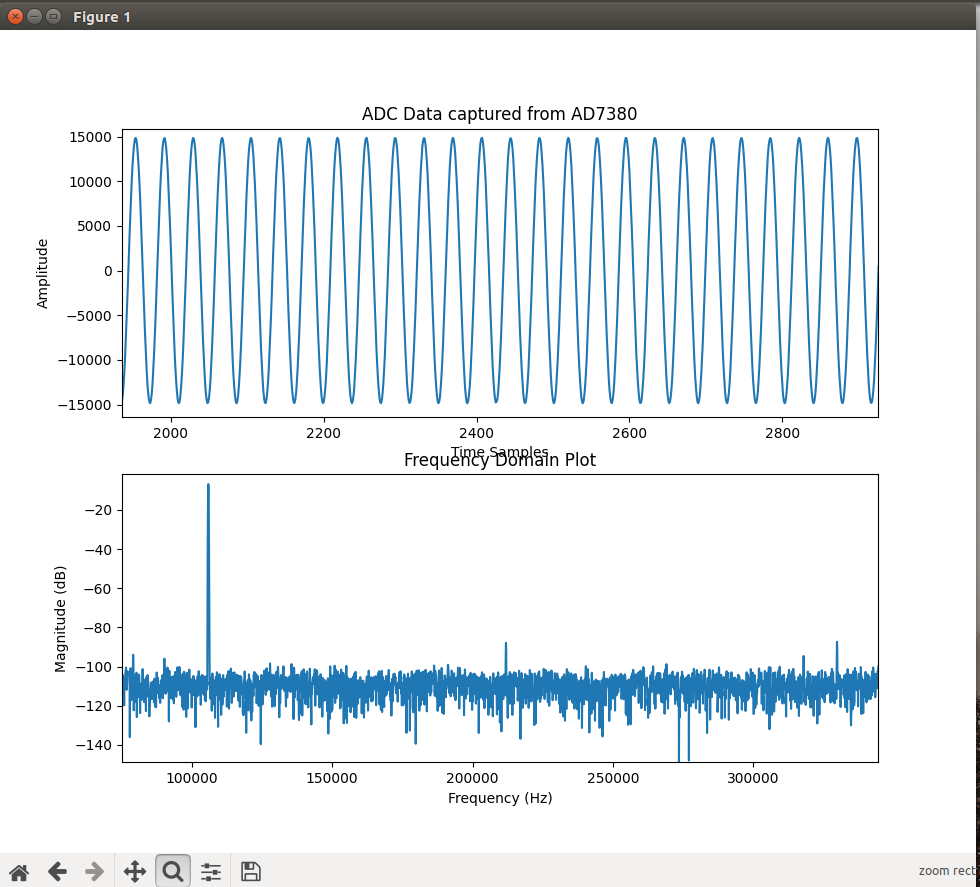 Figure 1
ADC Data captured from AD7380
15000
10000
5000
0
−5000
−10000
−15000
Amplitude
2000 2200 2400 2600 2800
Time Samples
Frequency Domain Plot
−20
−40
−60
−80
−100
−120
−140
Magnitude (dB)
100000 150000 200000 250000 300000
Frequency (Hz)
zoom rect